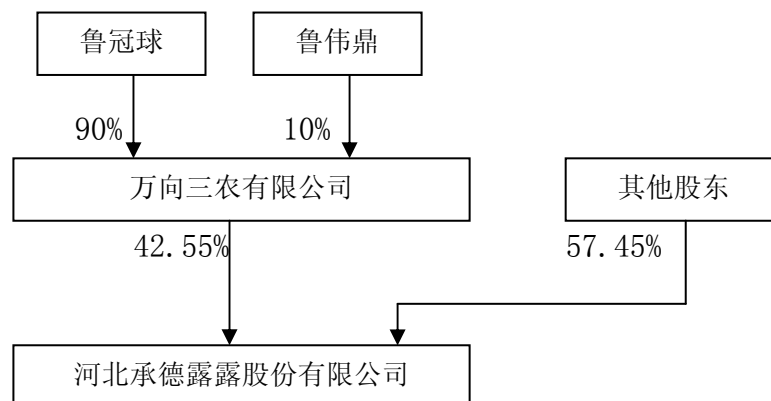 鲁冠球
鲁伟鼎
90%
10%
万向三农有限公司
其他股东
42.55%
57.45%
河北承德露露股份有限公司